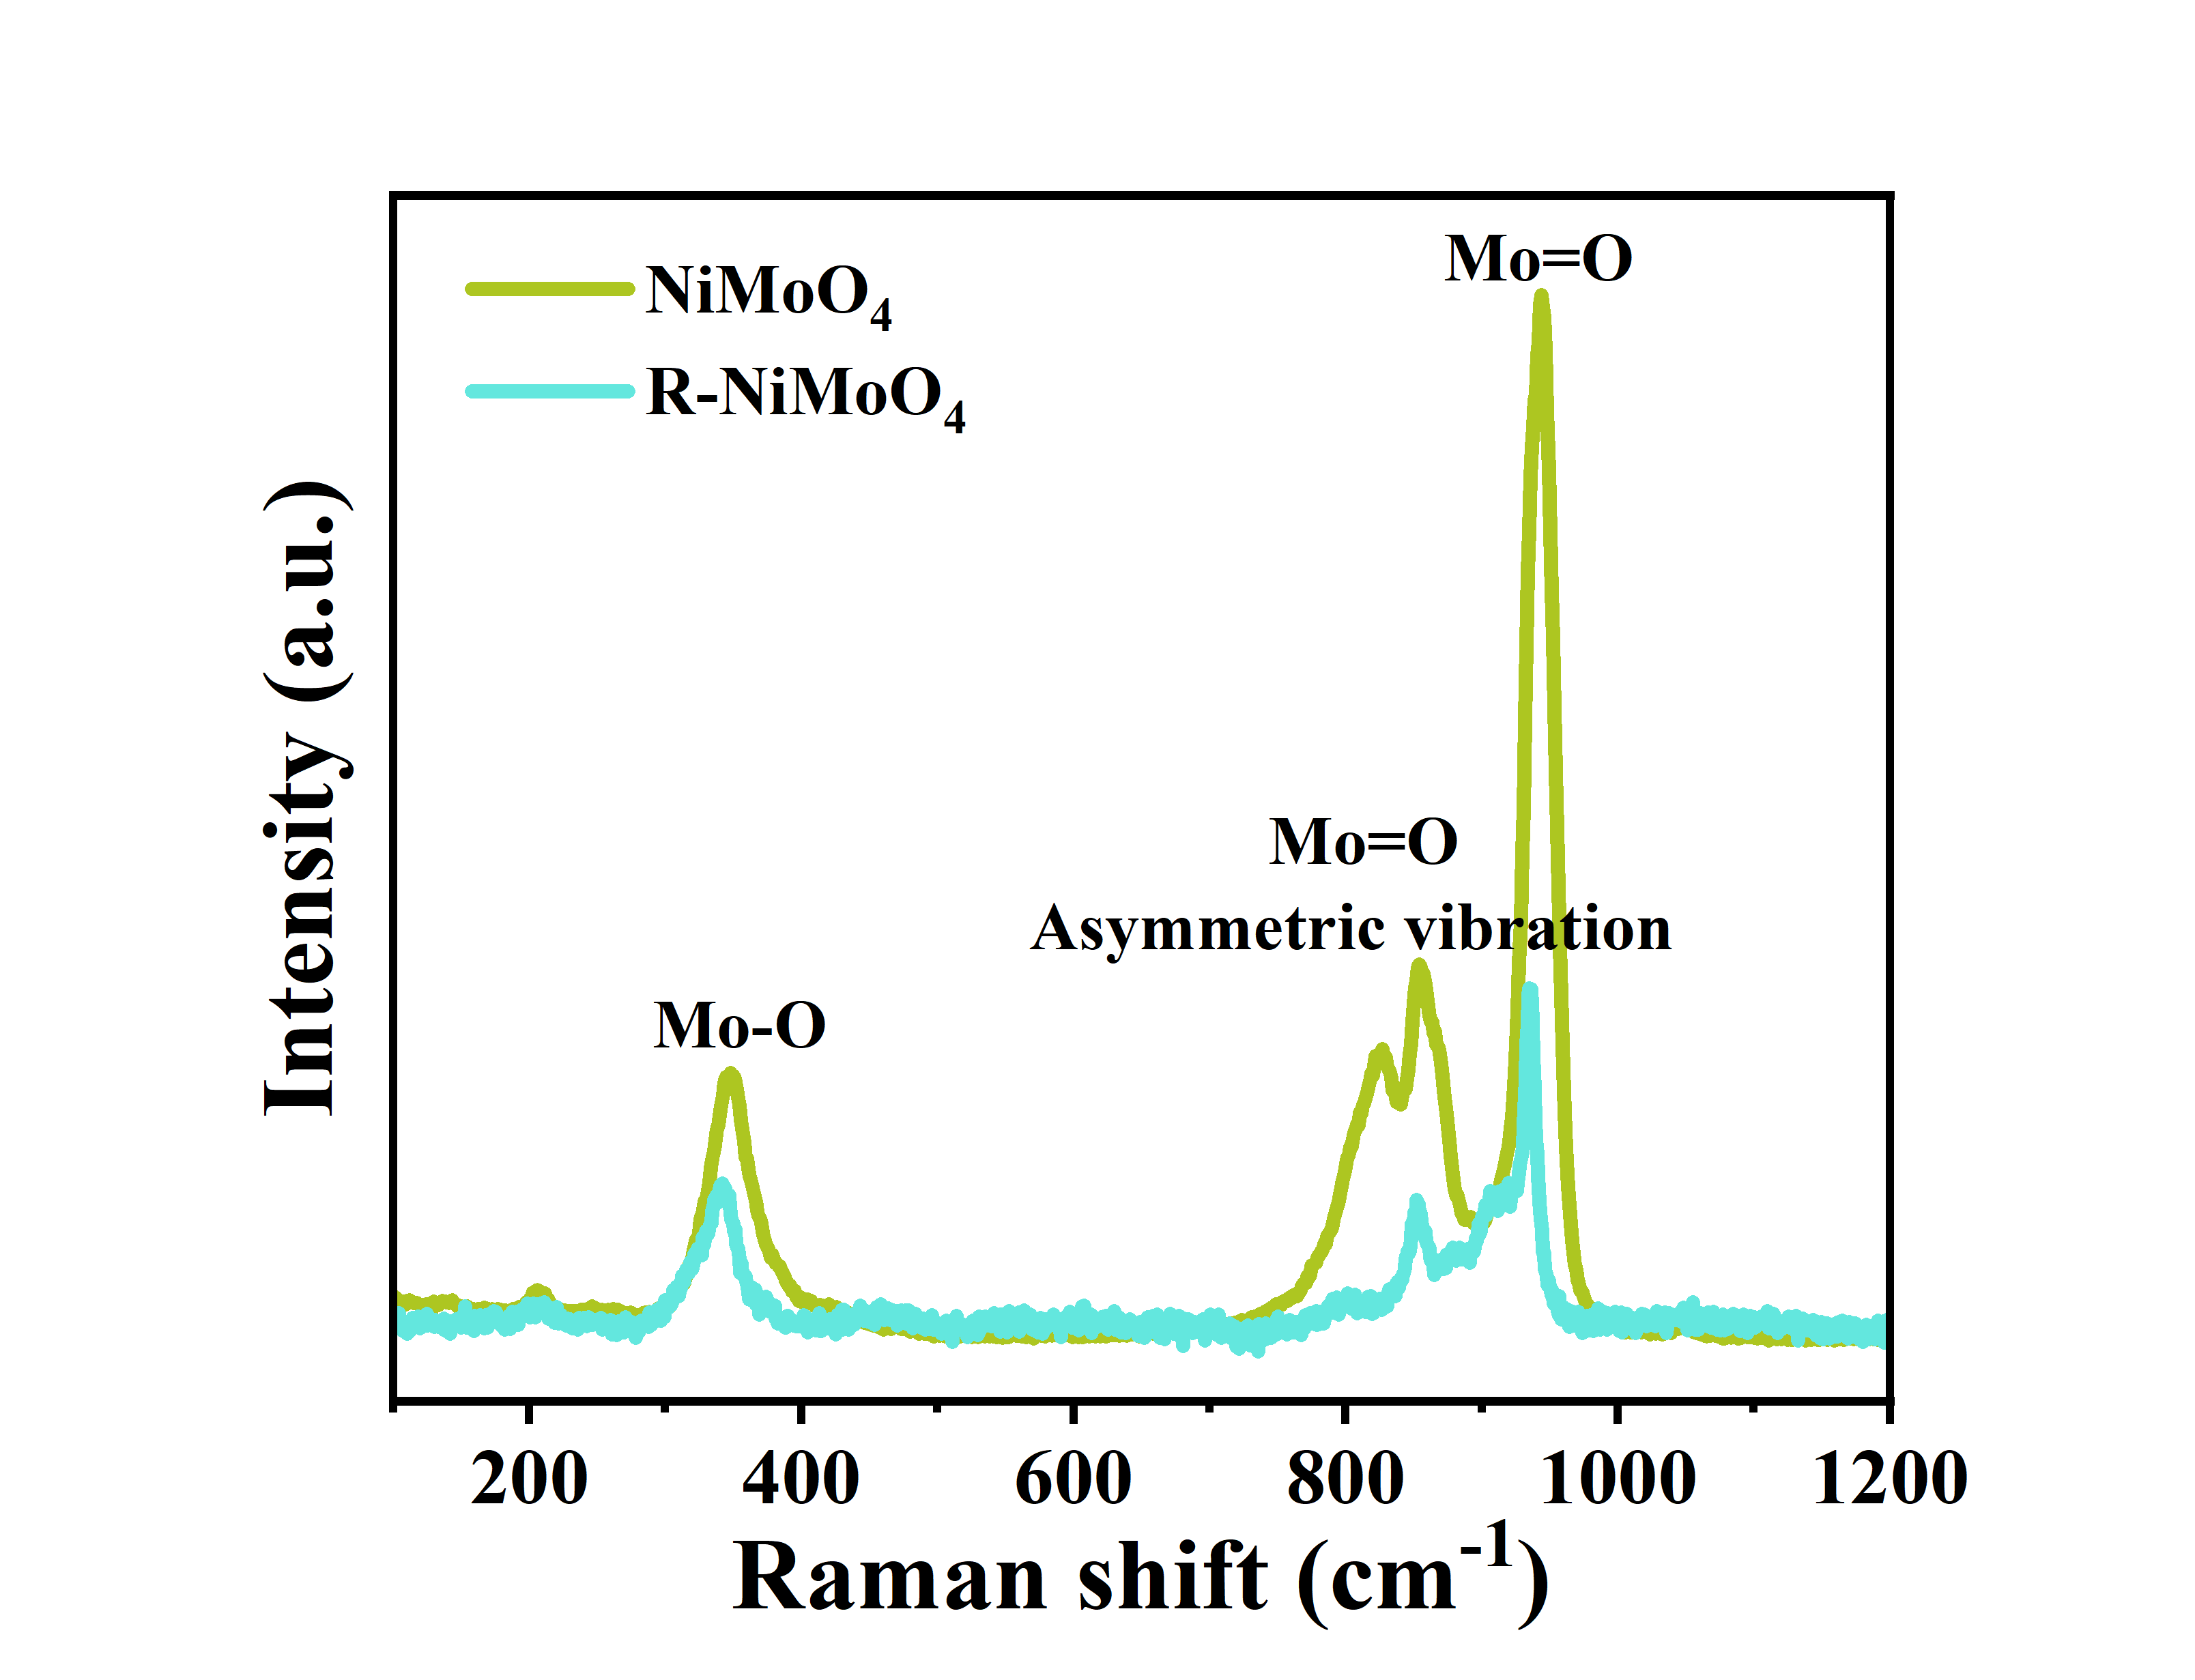 NiMoO₄
R-NiMoO₄
Mo=O
Mo=O
Asymmetric vibration
Mo-O
Intensity (a.u.)
200 400 600 800 1000 1200
Raman shift (cm⁻¹)